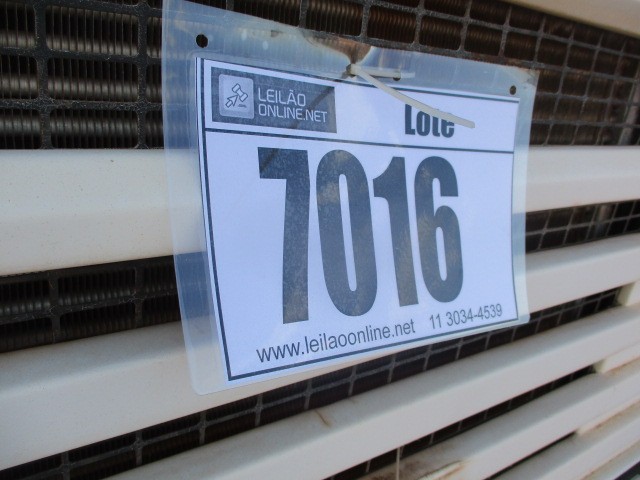 LEILÃO
ONLINE.NET
Lote
7016
www.leilaoonline.net 11 3034-4539